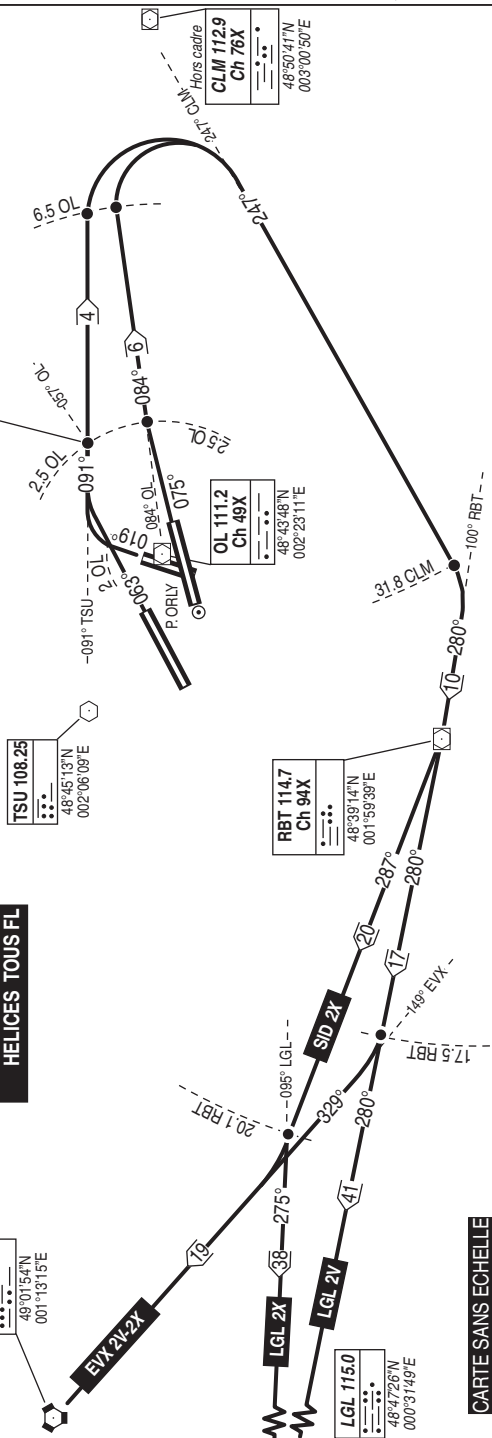 HELICES TOUS FL
TSU 108.25
48°45'13"N
002°06'09"E
49°01'54"N
001°13'15"E
Hors cadre
CLM 112.9
Ch 76X
48°50'41"N
003°00'50"E
247° CLM
6.5 OL
4
057° OL
2.5 OL
091°
091° TSU
6
084°
2.5 OL
084° OL
075°
019°
2 OL
063°
P. ORLY
OL 111.2
Ch 49X
48°43'48"N
002°23'11"E
247°
31.8 CLM
100° RBT
280°
10
RBT 114.7
Ch 94X
48°39'14"N
001°59'39"E
287°
20
SID 2X
280°
17
149° EVX
17.5 RBT
095° LGL
20.1 RBT
329°
19
EVX 2V-2X
275°
38
LGL 2X
280°
41
LGL 2V
LGL 115.0
48°47'26"N
000°31'49"E
CARTE SANS ECHELLE